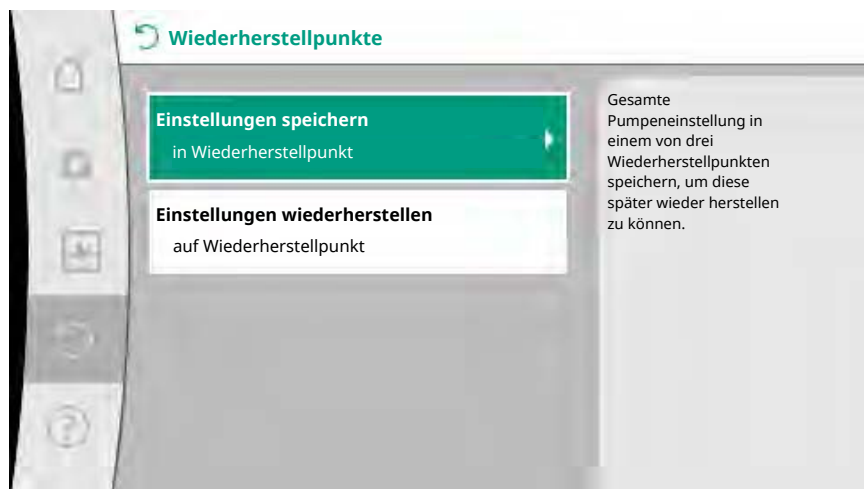 Wiederherstellpunkte
Einstellungen speichern
in Wiederherstellpunkt
Einstellungen wiederherstellen
auf Wiederherstellpunkt
Gesamte
Pumpeneinstellung in
einem von drei
Wiederherstellpunkten
speichern, um diese
später wieder herstellen
zu können.